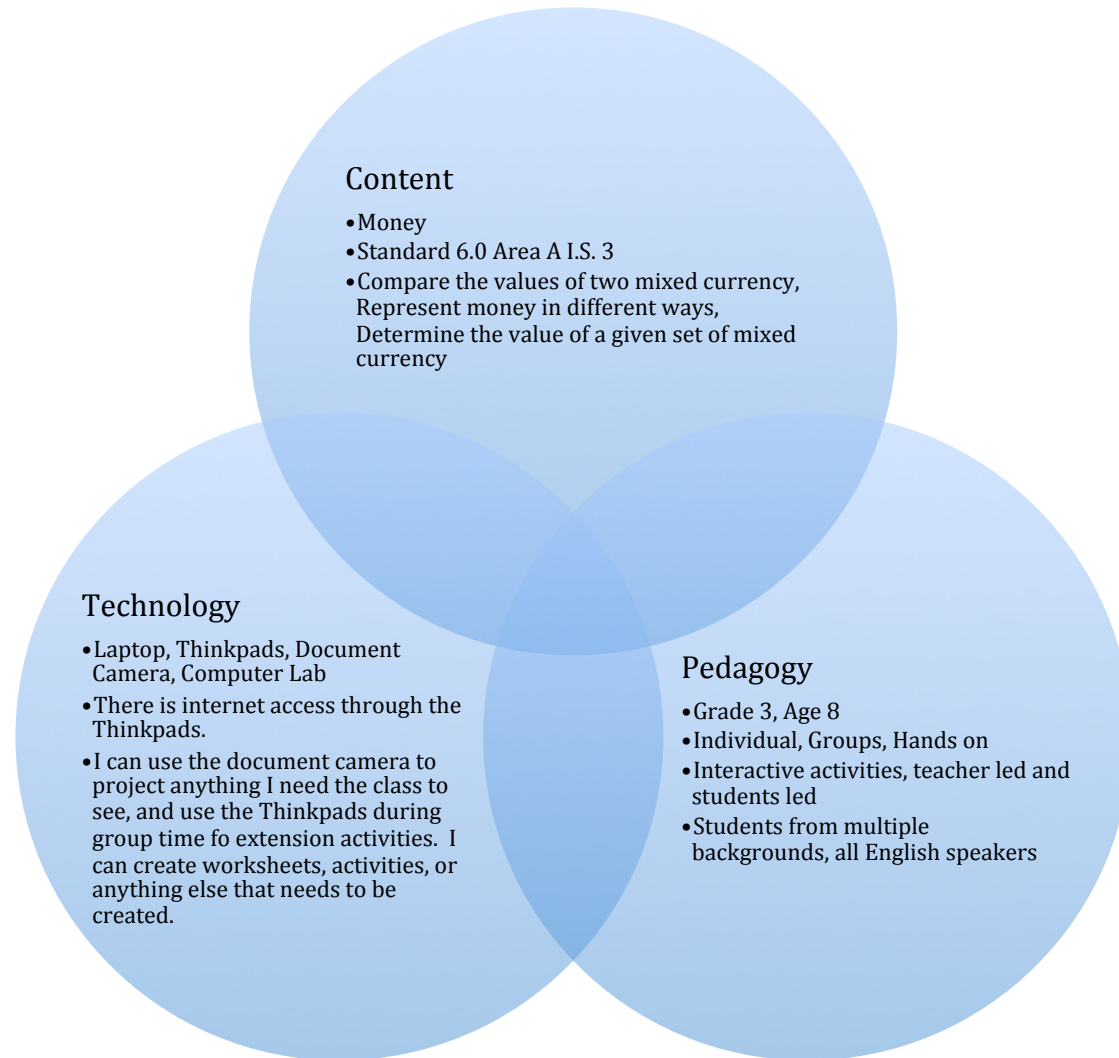 Content
•Money
•Standard 6.0 Area A I.S. 3
•Compare the values of two mixed currency,
Represent money in different ways,
Determine the value of a given set of mixed
currency
Technology
•Laptop, Thinkpads, Document
Camera, Computer Lab
•There is internet access through the
Thinkpads.
•I can use the document camera to
project anything I need the class to
see, and use the Thinkpads during
group time fo extension activities.  I
can create worksheets, activities, or
anything else that needs to be
created.
Pedagogy
•Grade 3, Age 8
•Individual, Groups, Hands on
•Interactive activities, teacher led and
students led
•Students from multiple
backgrounds, all English speakers